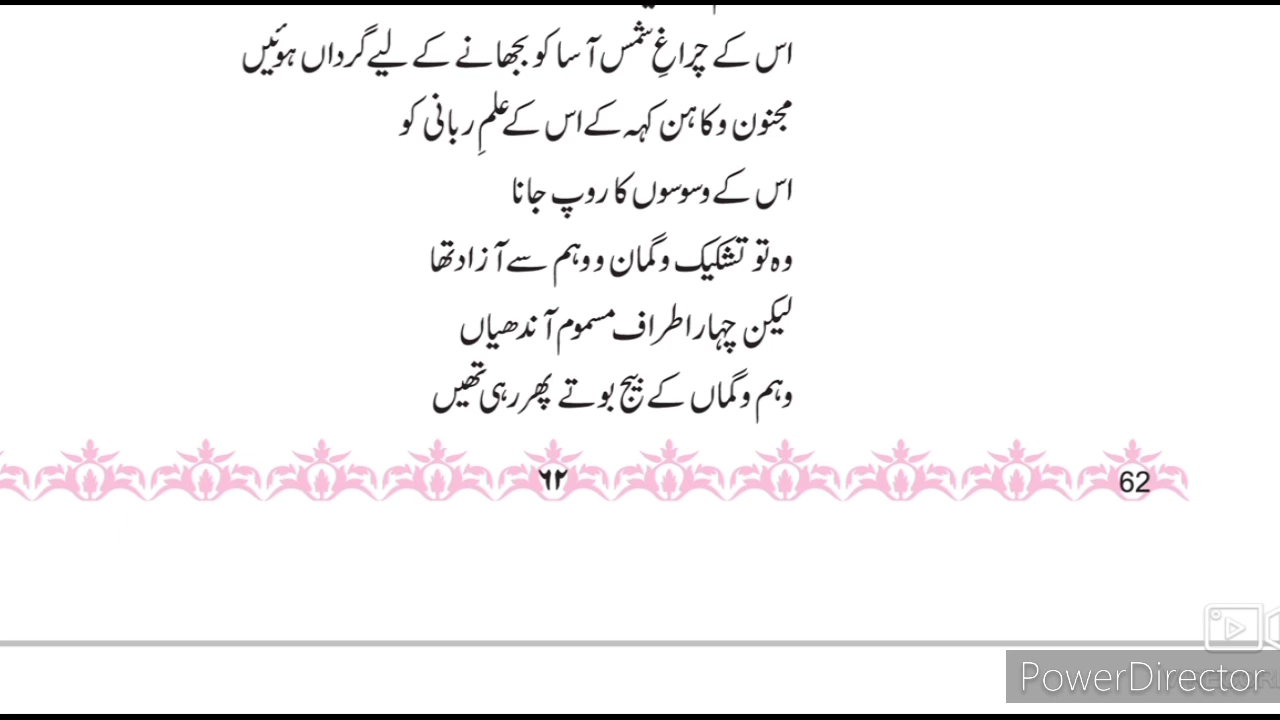 اس کے چراغِ شمس آسا کو بجھانے کے لیے گرداں ہوئیں
مجنون و کاہن کہہ کے اس کے علمِ ربانی کو
اس کے وسوسوں کا روپ جانا
وہ تو تشکیک و گمان و وہم سے آزاد تھا
لیکن چہار اطراف مسموم آندھیاں
وہم و گماں کے بیج بوتے پھر رہی تھیں
۶۲
62
PowerDirector